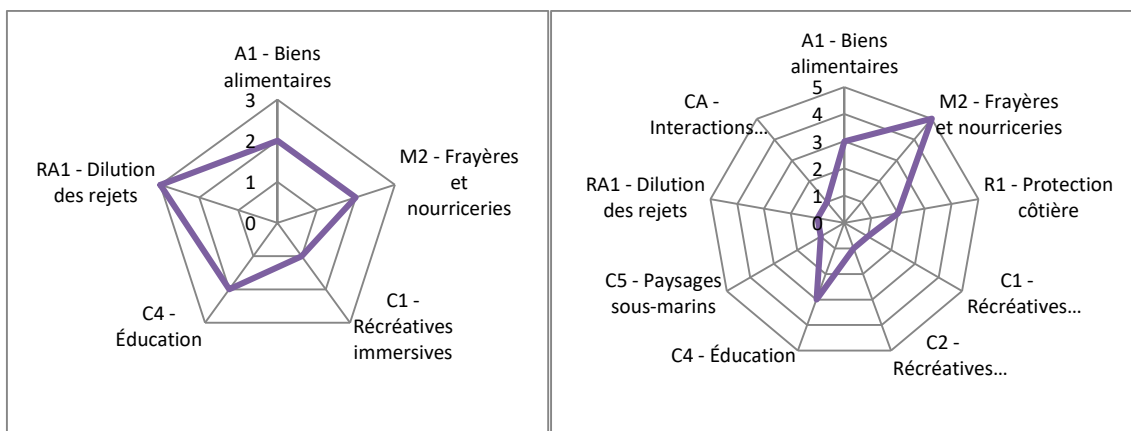 A1 - Biens
alimentaires
3
2
1
0
M2 - Frayères
et
nourriceries
C1 -
Récréatives
immersives
C4 -
Éducation
RA1 - Dilution
des rejets
A1 - Biens
alimentaires
5
4
3
2
1
0
M2 - Frayères
et nourriceries
R1 - Protection
côtière
C1 -
Récréatives...
C2 -
Récréatives...
C4 - Éducation
C5 - Paysages
sous-marins
RA1 - Dilution
des rejets
CA -
Interactions...